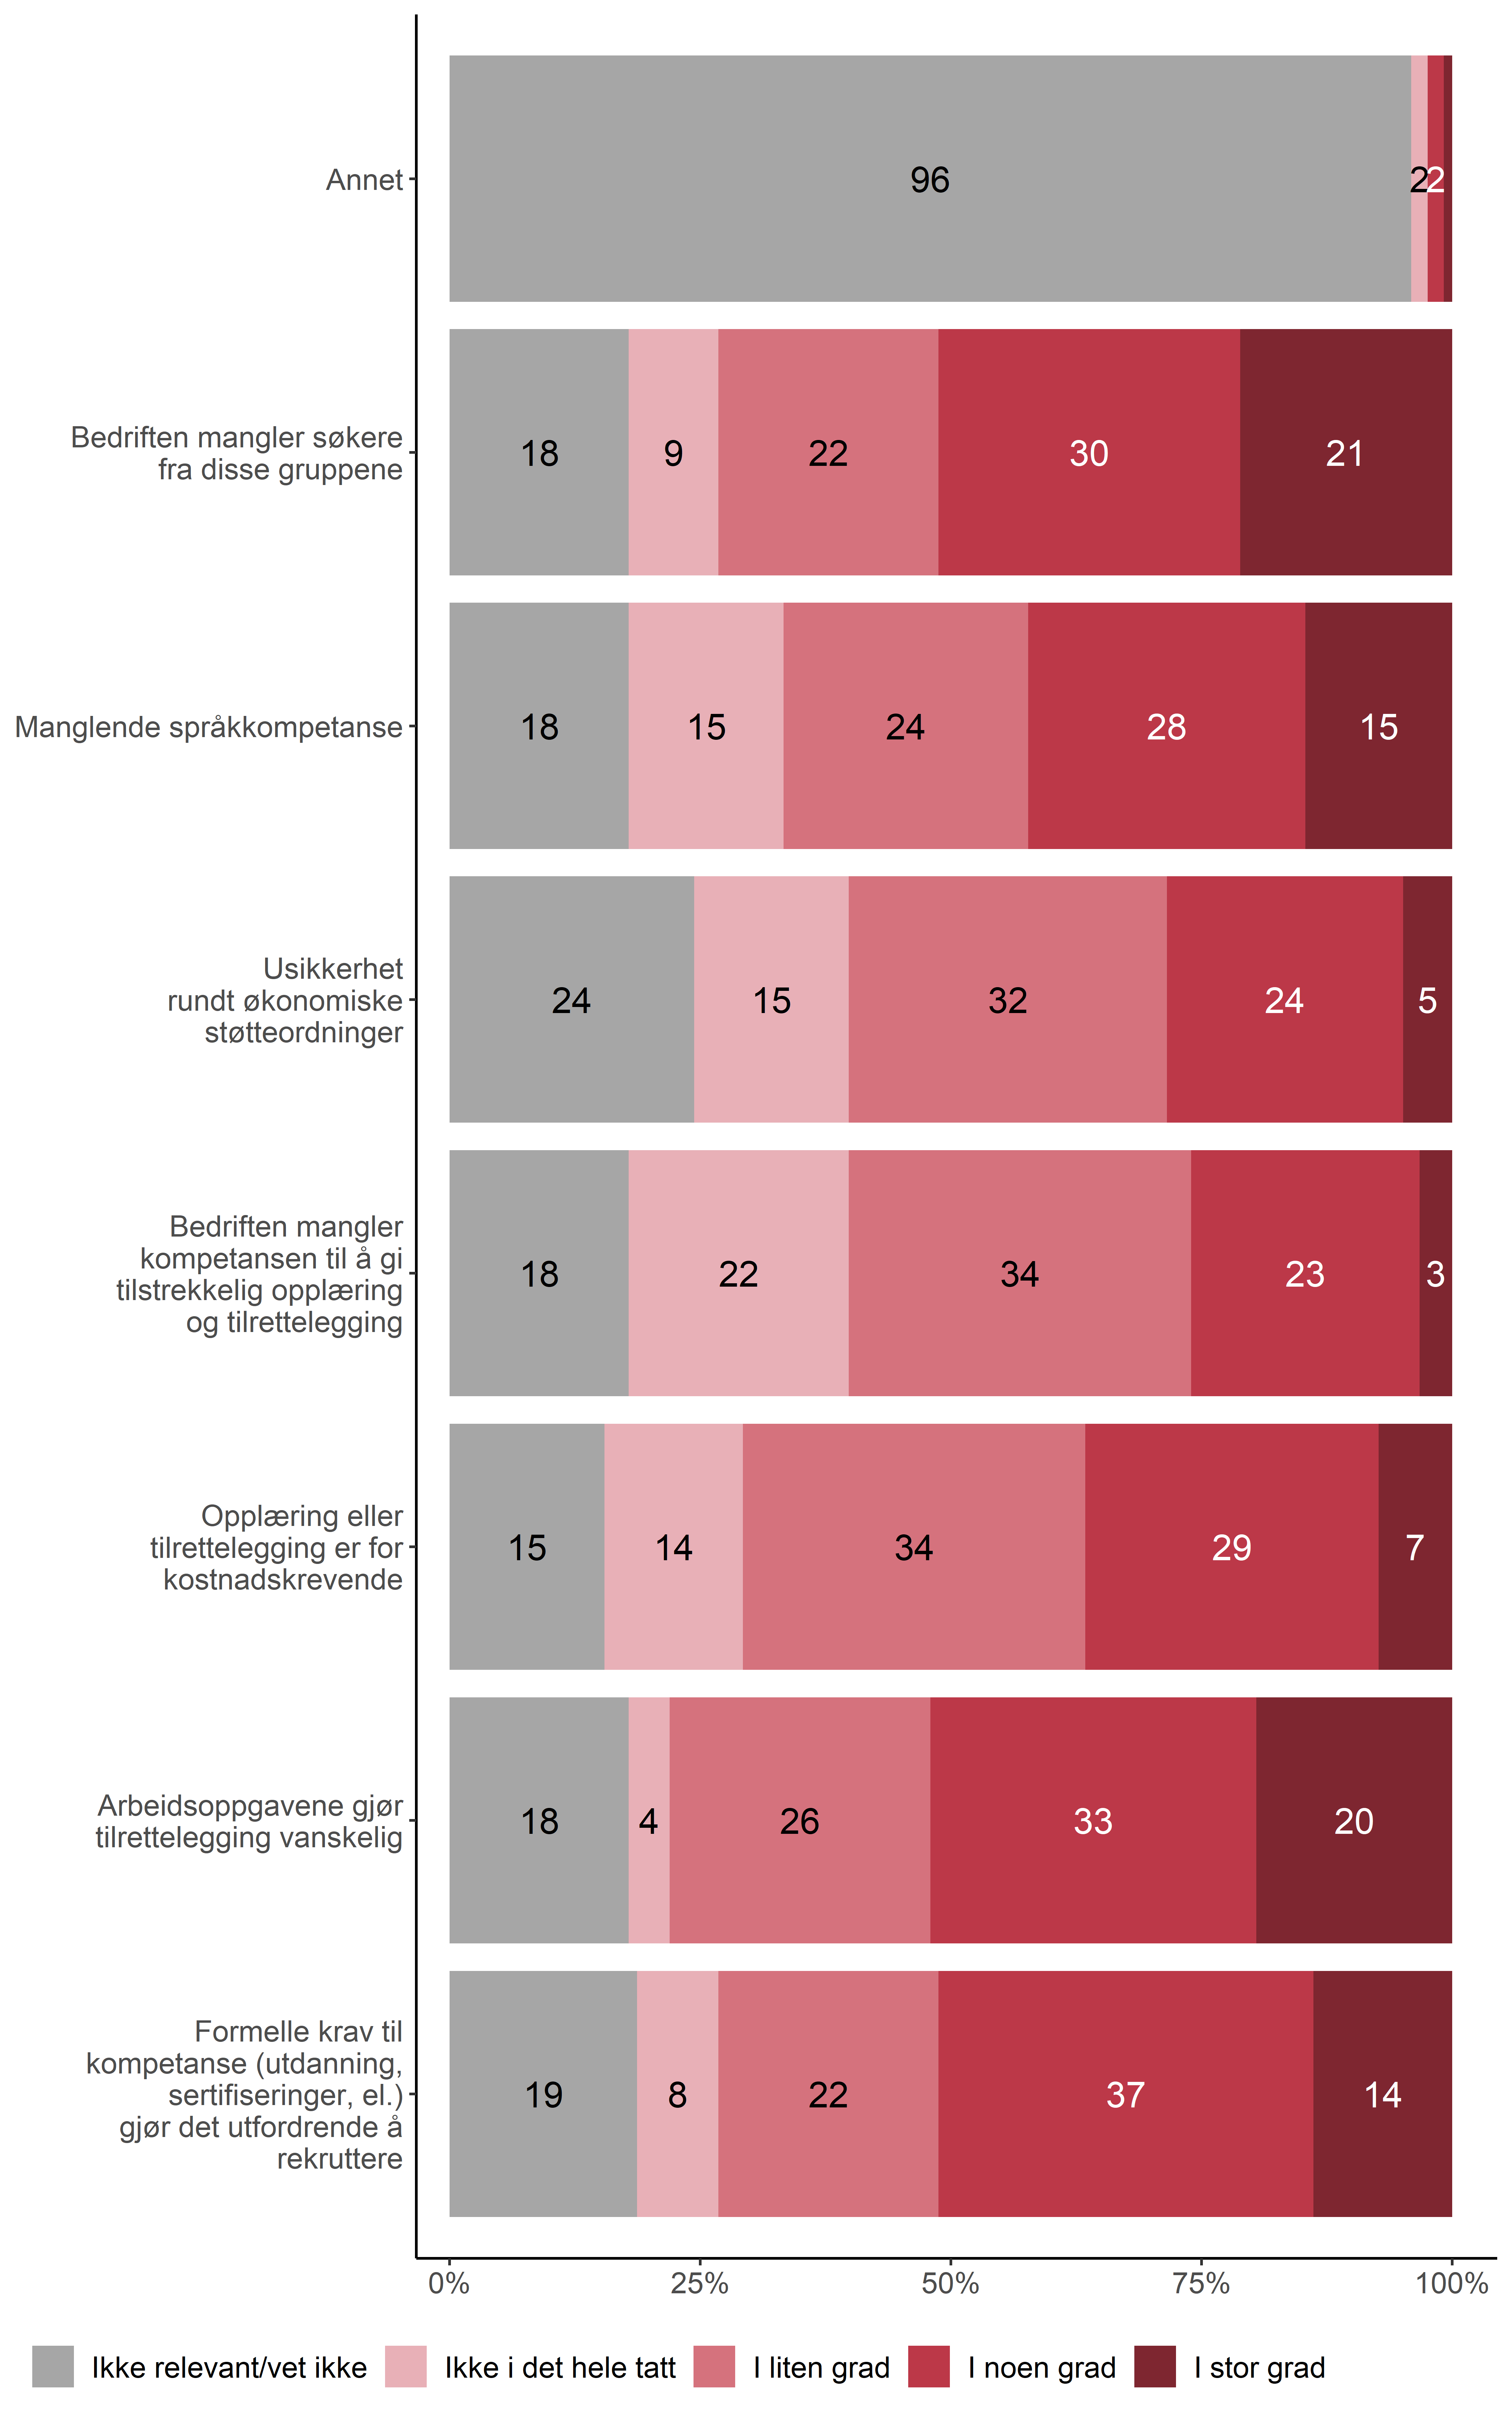 Annet
96
2
2
Bedriften mangler søkere
fra disse gruppene
18
9
22
30
21
Manglende språkkompetanse
18
15
24
28
15
Usikkerhet
rundt økonomiske
støtteordninger
24
15
32
24
5
Bedriften mangler
kompetansen til å gi
tilstrekkelig opplæring
og tilrettelegging
18
22
34
23
3
Opplæring eller
tilrettelegging er for
kostnadskrevende
15
14
34
29
7
Arbeidsoppgavene gjør
tilrettelegging vanskelig
18
4
26
33
20
Formelle krav til
kompetanse (utdanning,
sertifiseringer, el.)
gjør det utfordrende å
rekruttere
19
8
22
37
14
0%
25%
50%
75%
100%
Ikke relevant/vet ikke
Ikke i det hele tatt
I liten grad
I noen grad
I stor grad